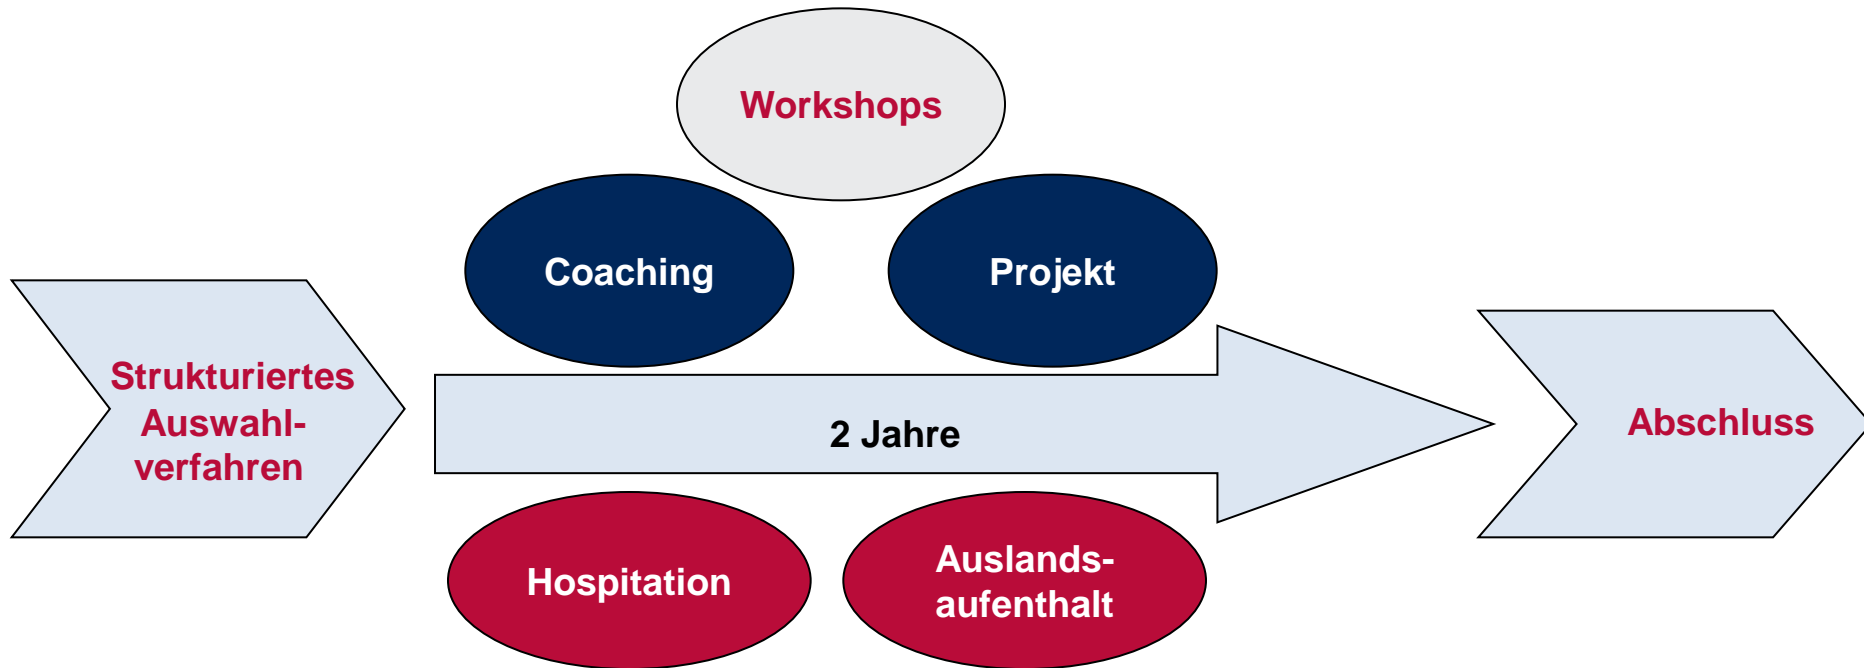 Workshops
Coaching
Projekt
Strukturiertes
Auswahl-
verfahren
2 Jahre
Abschluss
Hospitation
Auslands-
aufenthalt